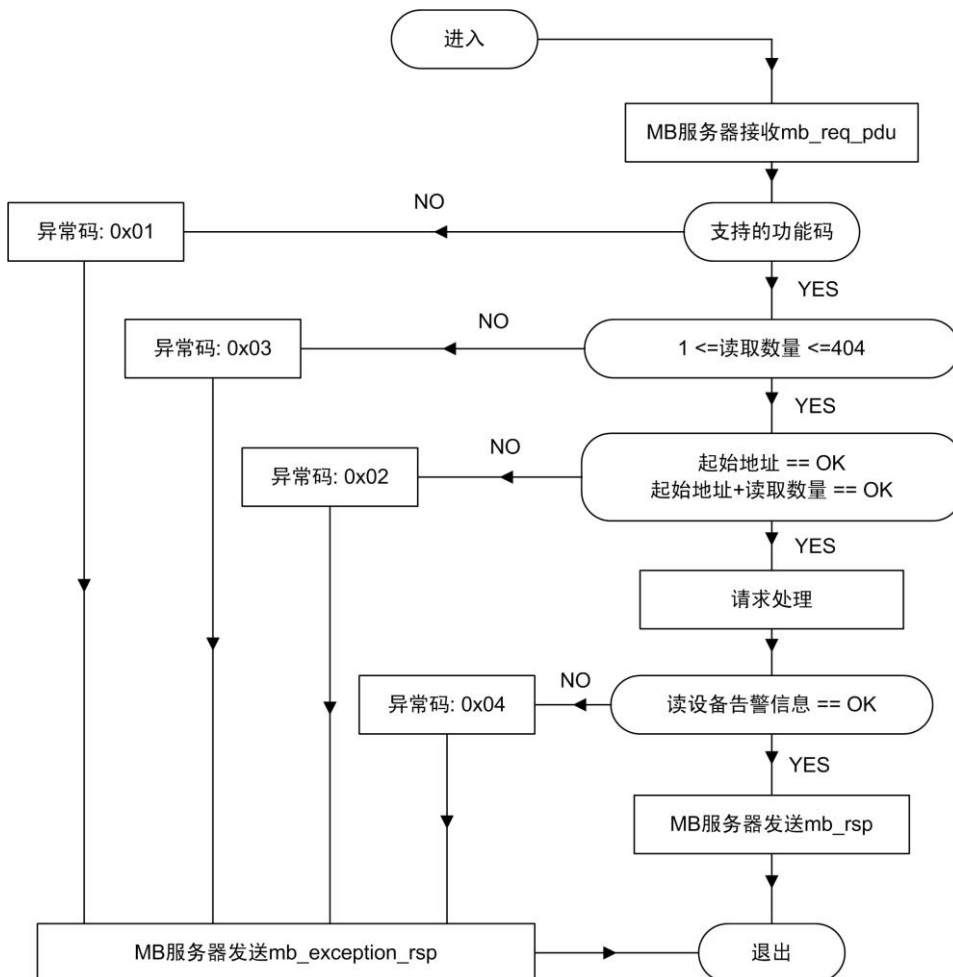 进入
MB服务器接收mb_req_pdu
NO
异常码: 0x01
支持的功能码
YES
NO
异常码: 0x03
1 <=读取数量 <=404
YES
NO
异常码: 0x02
起始地址 == OK
起始地址+读取数量 == OK
YES
请求处理
NO
异常码: 0x04
读设备告警信息 == OK
YES
MB服务器发送mb_rsp
MB服务器发送mb_exception_rsp
退出